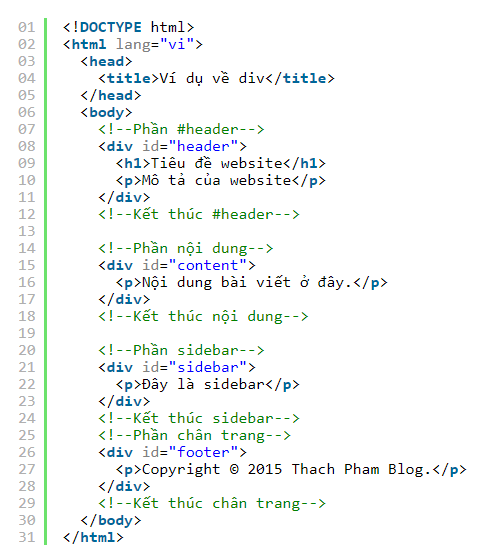 01 <!DOCTYPE html>
02 <html lang="vi">
03   <head>
04     <title>Ví dụ về div</title>
05   </head>
06   <body>
07     <!--Phần #header-->
08     <div id="header">
09       <h1>Tiêu đề website</h1>
10       <p>Mô tả của website</p>
11     </div>
12     <!--Kết thúc #header-->
13
14     <!--Phần nội dung-->
15     <div id="content">
16       <p>Nội dung bài viết ở đây.</p>
17     </div>
18     <!--Kết thúc nội dung-->
19
20     <!--Phần sidebar-->
21     <div id="sidebar">
22       <p>Đây là sidebar</p>
23     </div>
24     <!--Kết thúc sidebar-->
25     <!--Phần chân trang-->
26     <div id="footer">
27       <p>Copyright © 2015 Thach Pham Blog.</p>
28     </div>
29     <!--Kết thúc chân trang-->
30   </body>
31 </html>